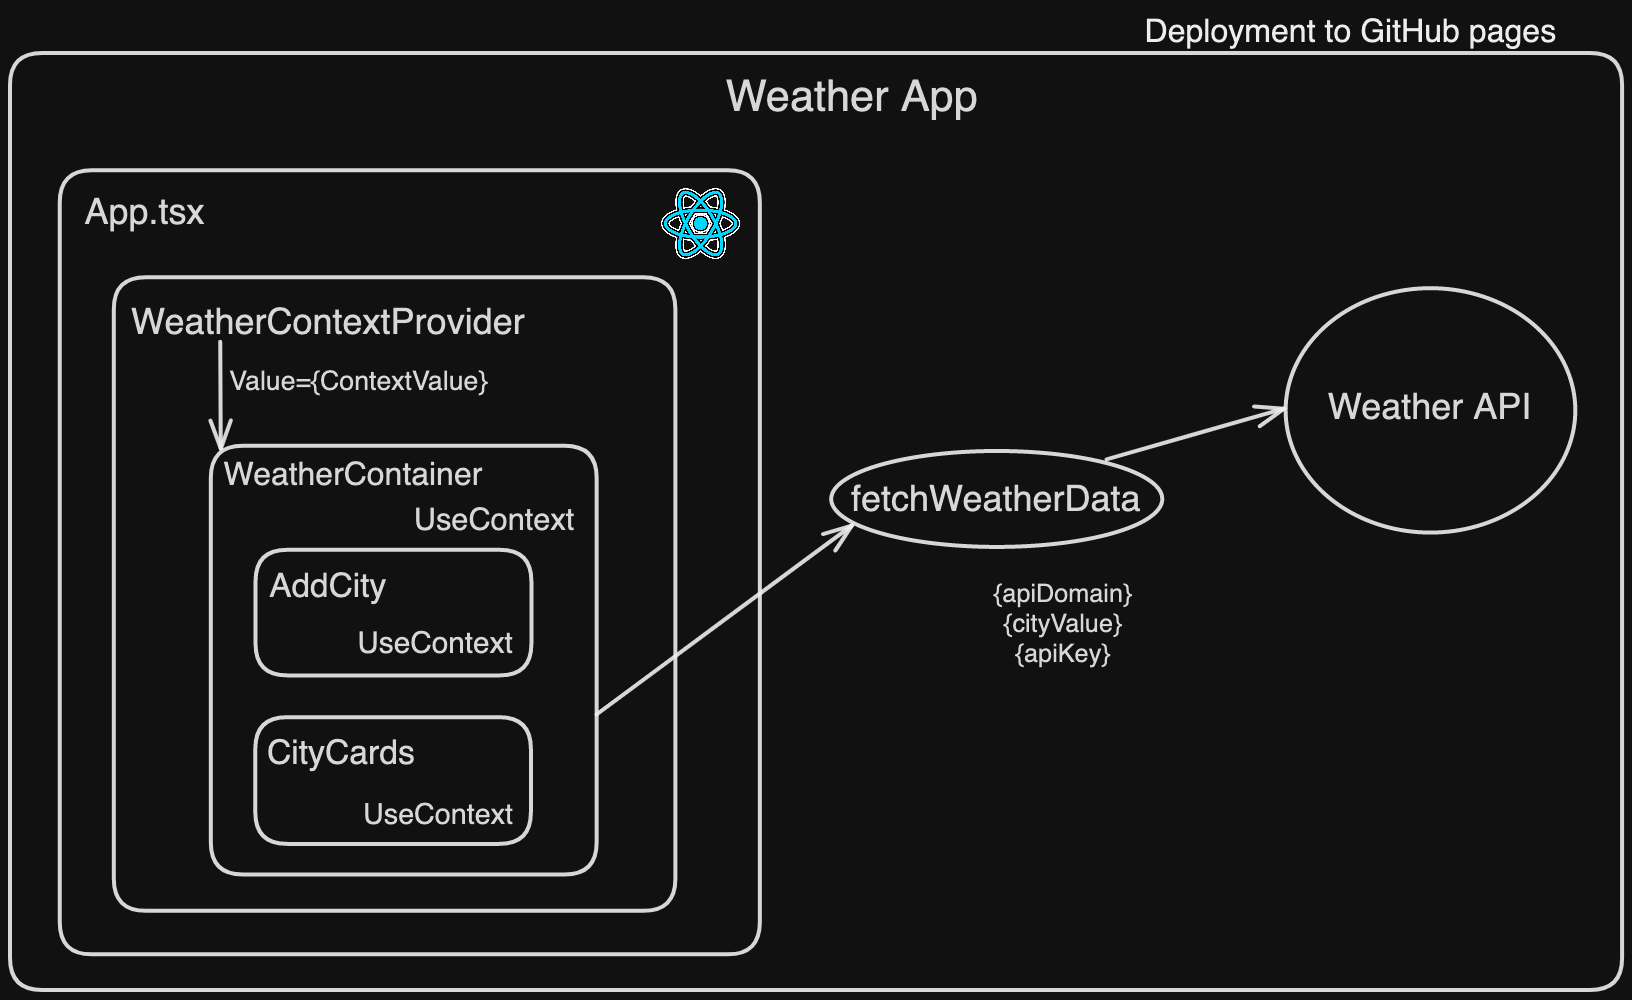 Deployment to GitHub pages
Weather App
App.tsx
WeatherContextProvider
Value={ContextValue}
WeatherContainer
UseContext
AddCity
UseContext
CityCards
UseContext
fetchWeatherData
{apiDomain}
{cityValue}
{apiKey}
Weather API